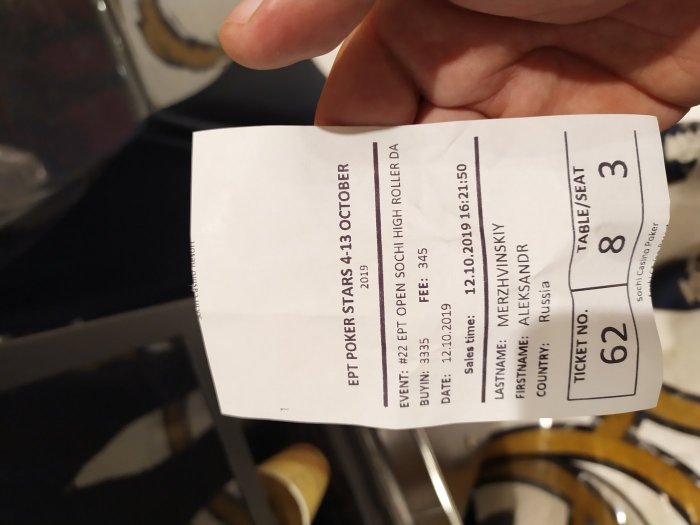 EPT POKER STARS 4-13 OCTOBER
2019
EVENT: #22 EPT OPEN SOCHI HIGH ROLLER DA
BUYIN: 3335 FEE: 345
DATE: 12.10.2019
Sales time: 12.10.2019 16:21:50
LASTNAME: MERZHVINSKIY
FIRSTNAME: ALEKSANDR
COUNTRY: Russia
TICKET NO. TABLE/SEAT
62 8 3
Sochi Casino Poker